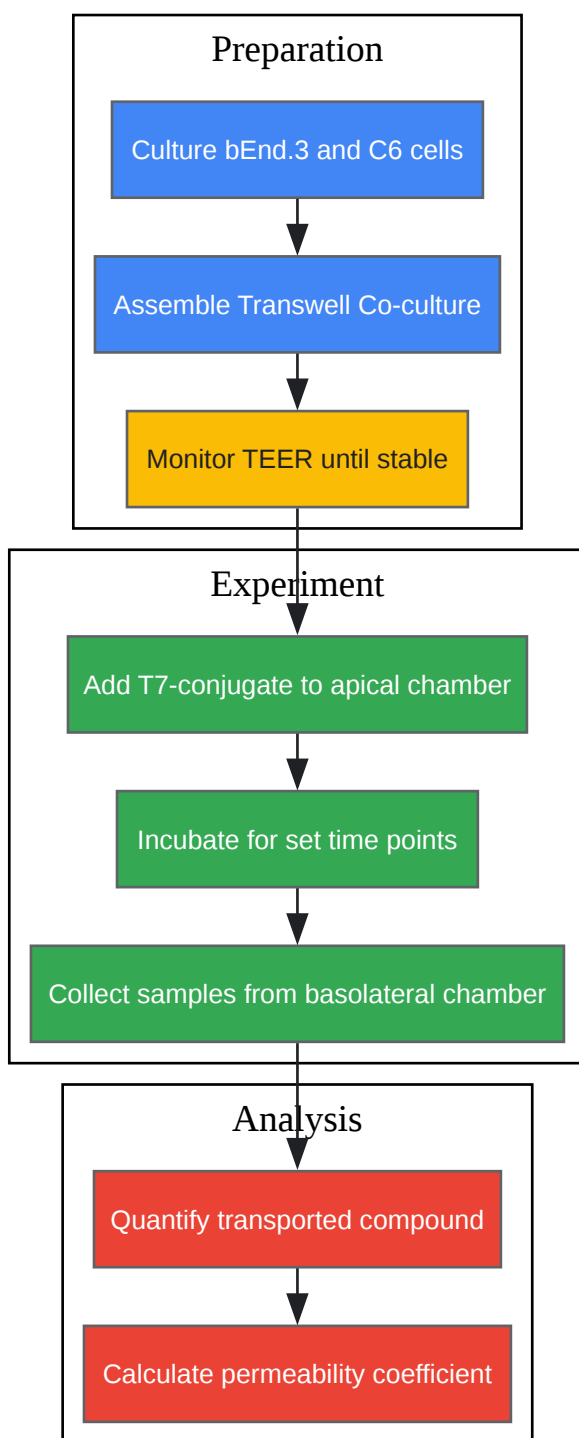 Preparation
Culture bEnd.3 and C6 cells
Assemble Transwell Co-culture
Monitor TEER until stable
Experiment
Add T7-conjugate to apical chamber
Incubate for set time points
Collect samples from basolateral chamber
Analysis
Quantify transported compound
Calculate permeability coefficient